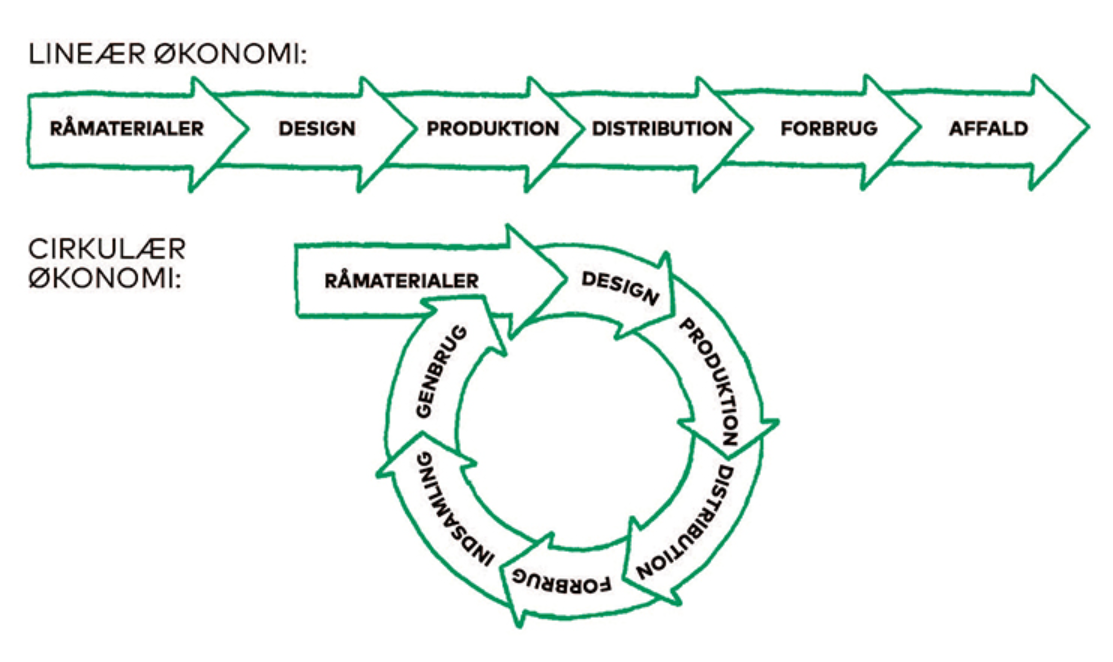 LINEÆR ØKONOMI:
RÅMATERIALER
DESIGN
PRODUKTION
DISTRIBUTION
FORBRUG
AFFALD
CIRKULÆR
ØKONOMI:
RÅMATERIALER
DESIGN
PRODUKTION
DISTRIBUTION
FORBRUG
INDSAMLING
GENBRUG